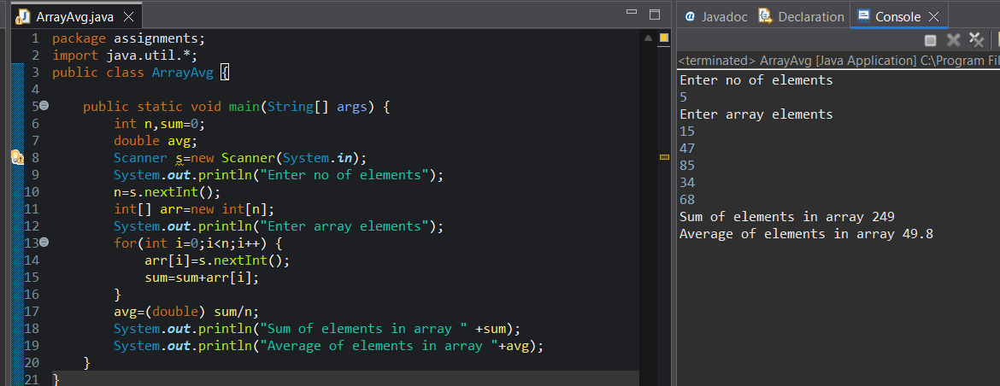 ArrayAvg.java
1 package assignments;
2 import java.util.*;
3 public class ArrayAvg {
4
5     public static void main(String[] args) {
6         int n,sum=0;
7         double avg;
8         Scanner s=new Scanner(System.in);
9         System.out.println("Enter no of elements");
10         n=s.nextInt();
11         int[] arr=new int[n];
12         System.out.println("Enter array elements");
13         for(int i=0;i<n;i++) {
14             arr[i]=s.nextInt();
15             sum=sum+arr[i];
16         }
17         avg=(double) sum/n;
18         System.out.println("Sum of elements in array " +sum);
19         System.out.println("Average of elements in array "+avg);
20     }
21 }
@ Javadoc Declaration Console
<terminated> ArrayAvg [Java Application] C:\Program Fil
Enter no of elements
5
Enter array elements
15
47
85
34
68
Sum of elements in array 249
Average of elements in array 49.8